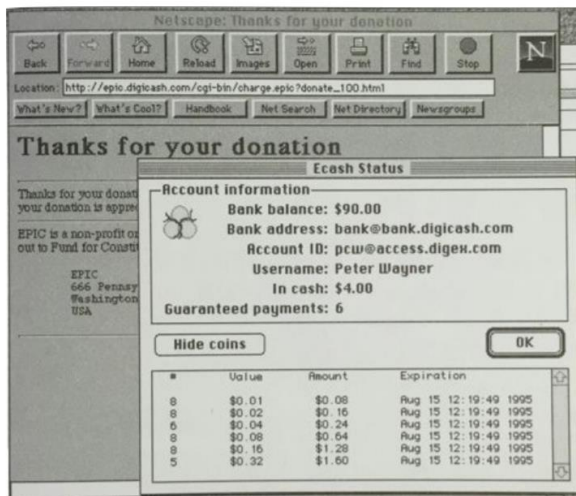 Netscape: Thanks for your donation
Back Forward Home Reload Images Open Print Find Stop
N
Location: http://epic.digicash.com/cgi-bin/charge.epic?donate_100.html
What's New? What's Cool? Handbook Net Search Net Directory Newsgroups
Thanks for your donation
Thanks for your
your donation is
EPIC is a non-profit
out to Fund for
EPIC
666
Washington
USA
Ecash Status
Account information
Bank balance: $90.00
Bank address: bank@bank.digicash.com
Account ID: pcw@access.digex.com
Username: Peter Wayner
In cash: $4.00
Guaranteed payments: 6
Hide coins
OK
# Value Amount Expiration
8 $0.01 $0.08 Aug 15 12:19:49 1995
8 $0.02 $0.16 Aug 15 12:19:49 1995
6 $0.04 $0.24 Aug 15 12:19:49 1995
8 $0.08 $0.64 Aug 15 12:19:49 1995
8 $0.16 $1.28 Aug 15 12:19:49 1995
5 $0.32 $1.60 Aug 15 12:19:49 1995